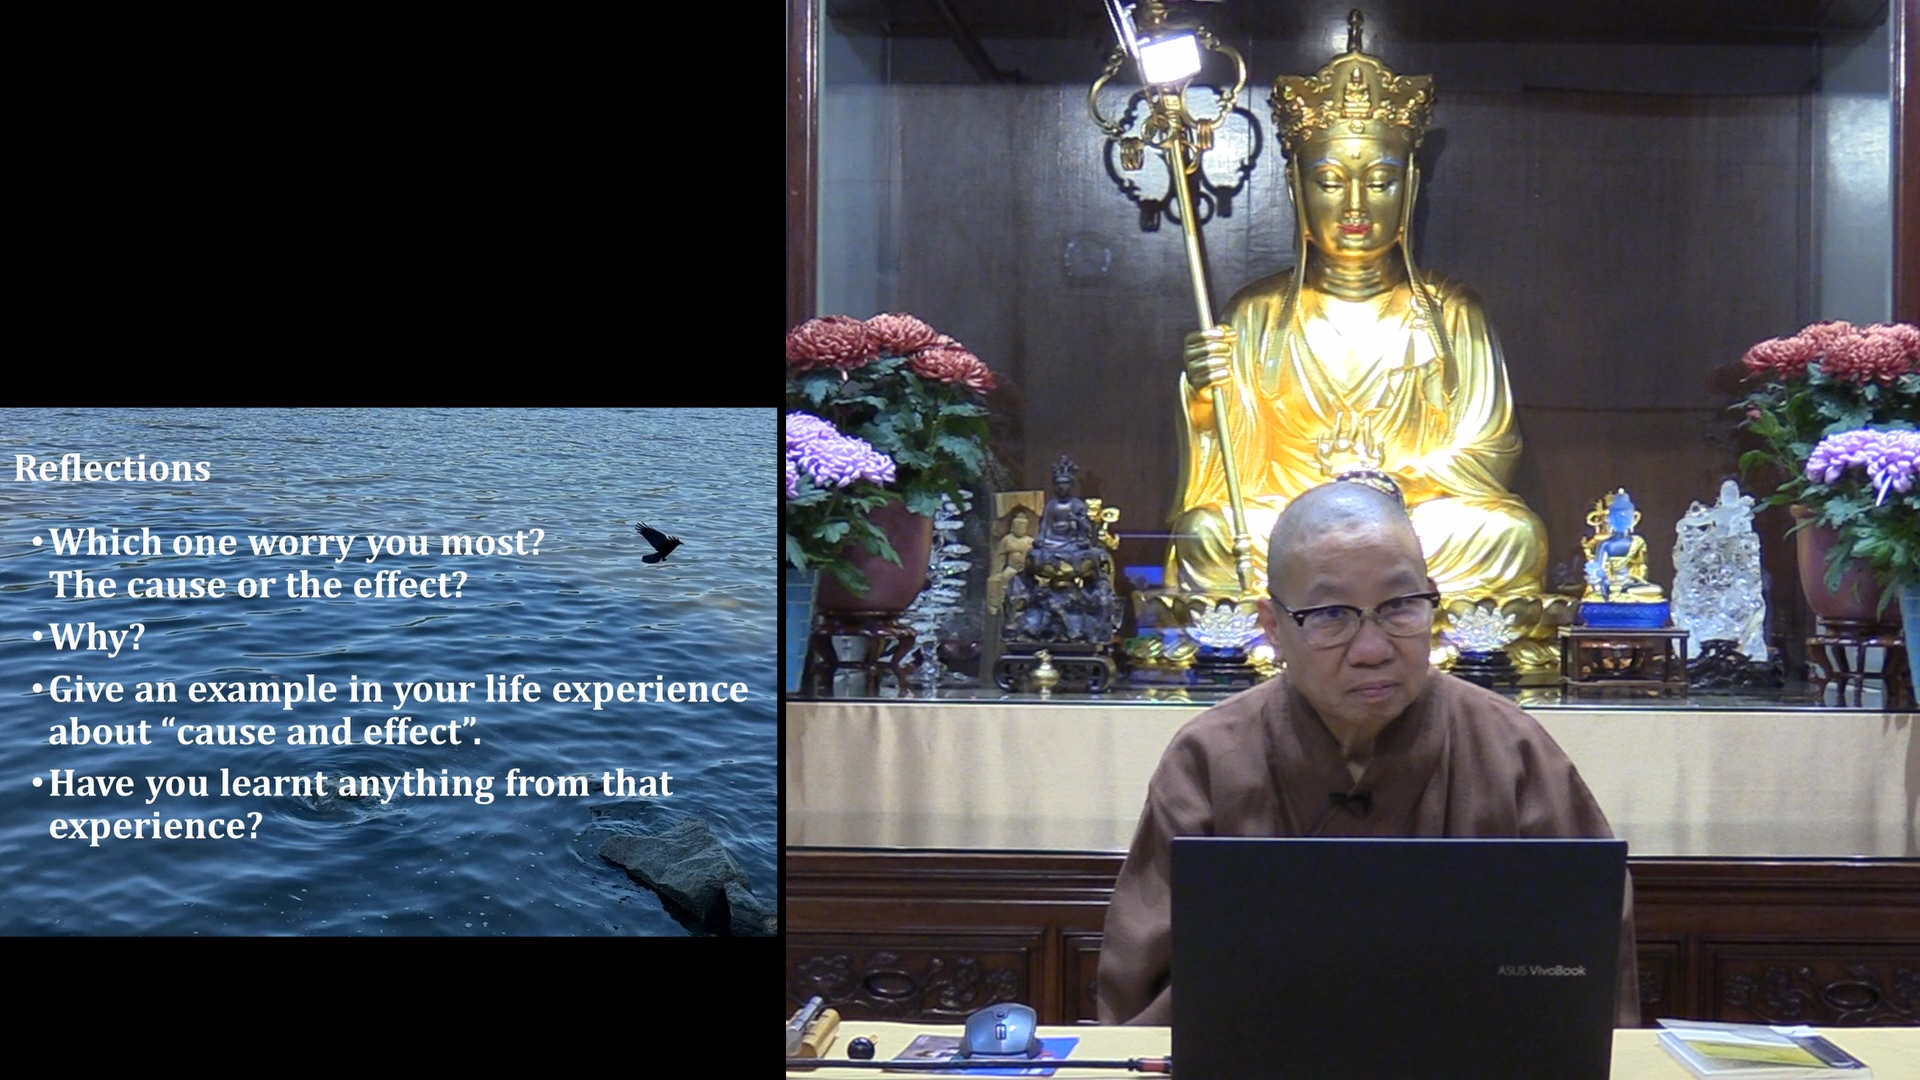 Reflections
•Which one worry you most?
The cause or the effect?
•Why?
•Give an example in your life experience
about “cause and effect”.
•Have you learnt anything from that
experience?
ASUS VivoBook